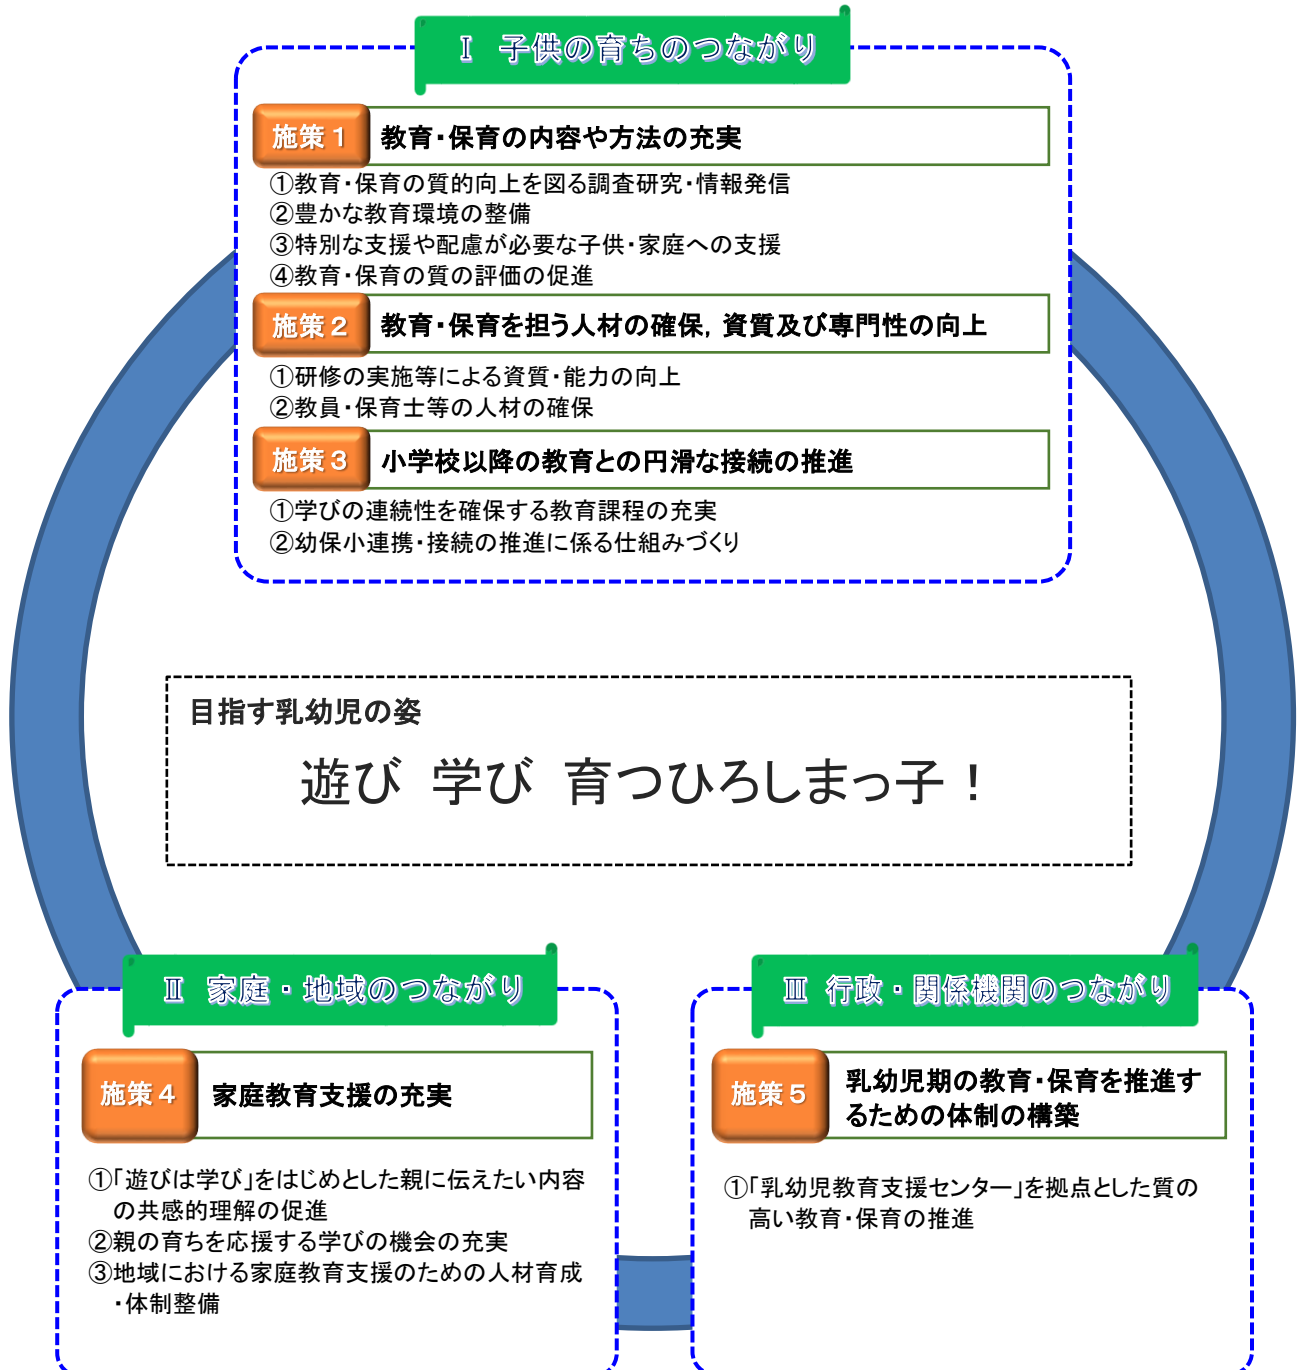 Ⅰ 子供の育ちのつながり
施策１ 教育・保育の内容や方法の充実
①教育・保育の質的向上を図る調査研究・情報発信
②豊かな教育環境の整備
③特別な支援や配慮が必要な子供・家庭への支援
④教育・保育の質の評価の促進
施策２ 教育・保育を担う人材の確保，資質及び専門性の向上
①研修の実施等による資質・能力の向上
②教員・保育士等の人材の確保
施策３ 小学校以降の教育との円滑な接続の推進
①学びの連続性を確保する教育課程の充実
②幼保小連携・接続の推進に係る仕組みづくり
目指す乳幼児の姿
遊び 学び 育つひろしまっ子！
Ⅱ 家庭・地域のつながり
施策４ 家庭教育支援の充実
①「遊びは学び」をはじめとした親に伝えたい内容
の共感的理解の促進
②親の育ちを応援する学びの機会の充実
③地域における家庭教育支援のための人材育成
・体制整備
Ⅲ 行政・関係機関のつながり
施策５ 乳幼児期の教育・保育を推進す
るための体制の構築
①「乳幼児教育支援センター」を拠点とした質の
高い教育・保育の推進